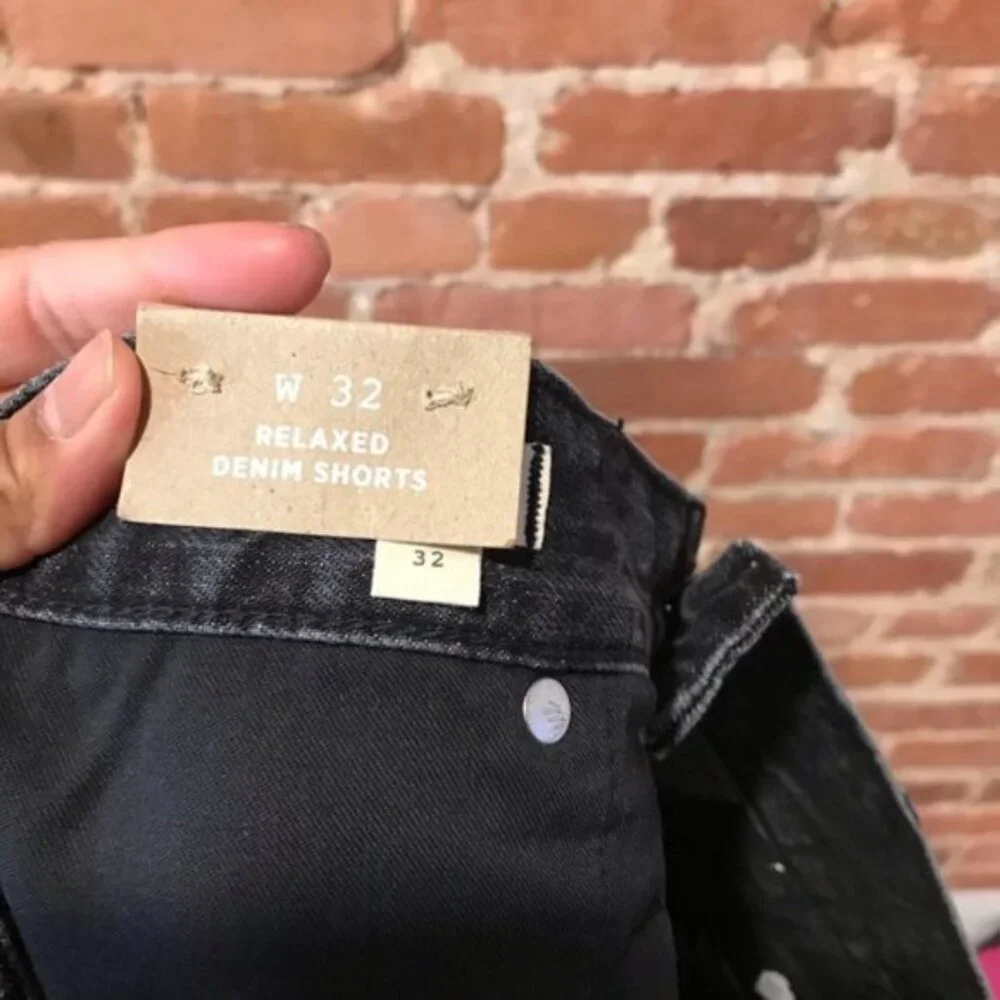 W 32
RELAXED
DENIM SHORTS
32